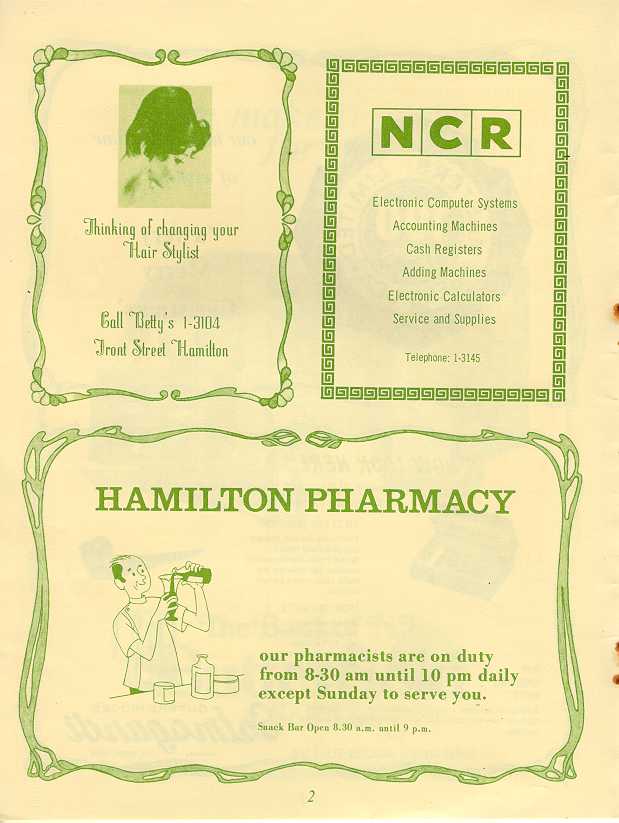 Thinking of changing your
Hair Stylist
Call Betty's 1-3104
Front Street Hamilton
NCR
Electronic Computer Systems
Accounting Machines
Cash Registers
Adding Machines
Electronic Calculators
Service and Supplies
Telephone: 1-3145
HAMILTON PHARMACY
our pharmacists are on duty
from 8-30 am until 10 pm daily
except Sunday to serve you.
Snack Bar Open 8.30 a.m. until 9 p.m.
2